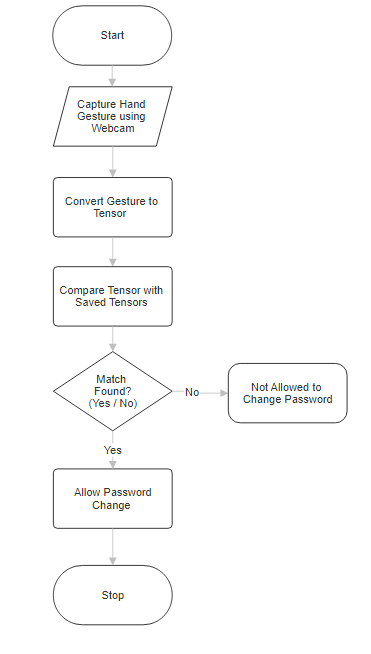 Start
Capture Hand
Gesture using
Webcam
Convert Gesture to
Tensor
Compare Tensor with
Saved Tensors
Match
Found?
(Yes / No)
No
Not Allowed to
Change Password
Yes
Allow Password
Change
Stop